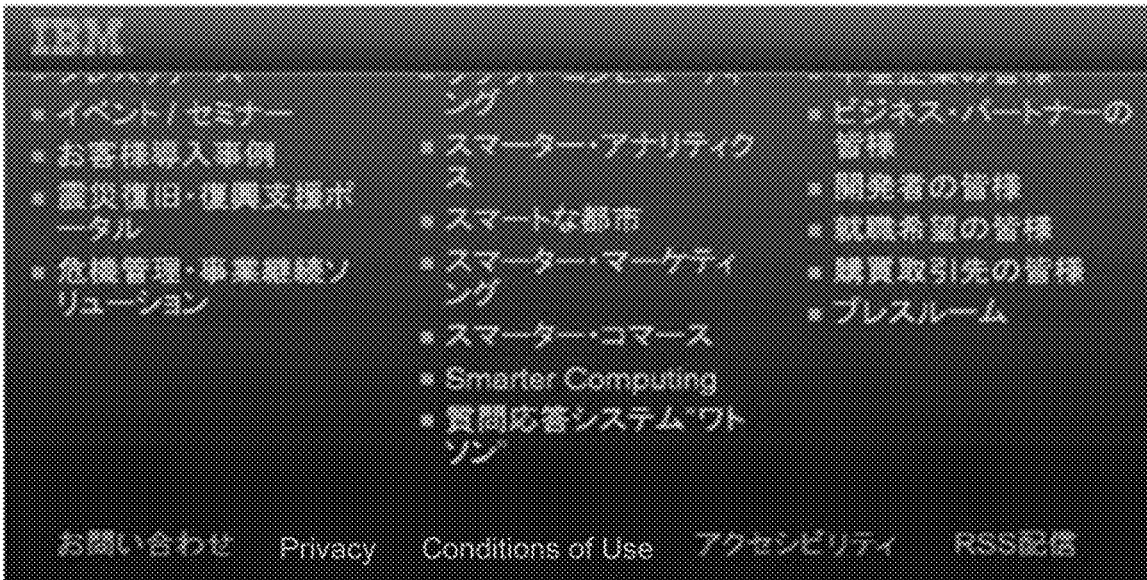 IBM
イベント / セミナー
お客様導入事例
震災復旧・復興支援ポ
ータル
危機管理・事業継続ソ
リューション
ング
スマーター・アナリティク
ス
スマートな都市
スマーター・マーケティ
ング
スマーター・コマース
Smarter Computing
質問応答システム“ワト
ソン”
ビジネス・パートナーの
皆様
開発者の皆様
就職希望の皆様
購買取引先の皆様
プレスルーム
お問い合わせ Privacy Conditions of Use アクセシビリティ RSS配信